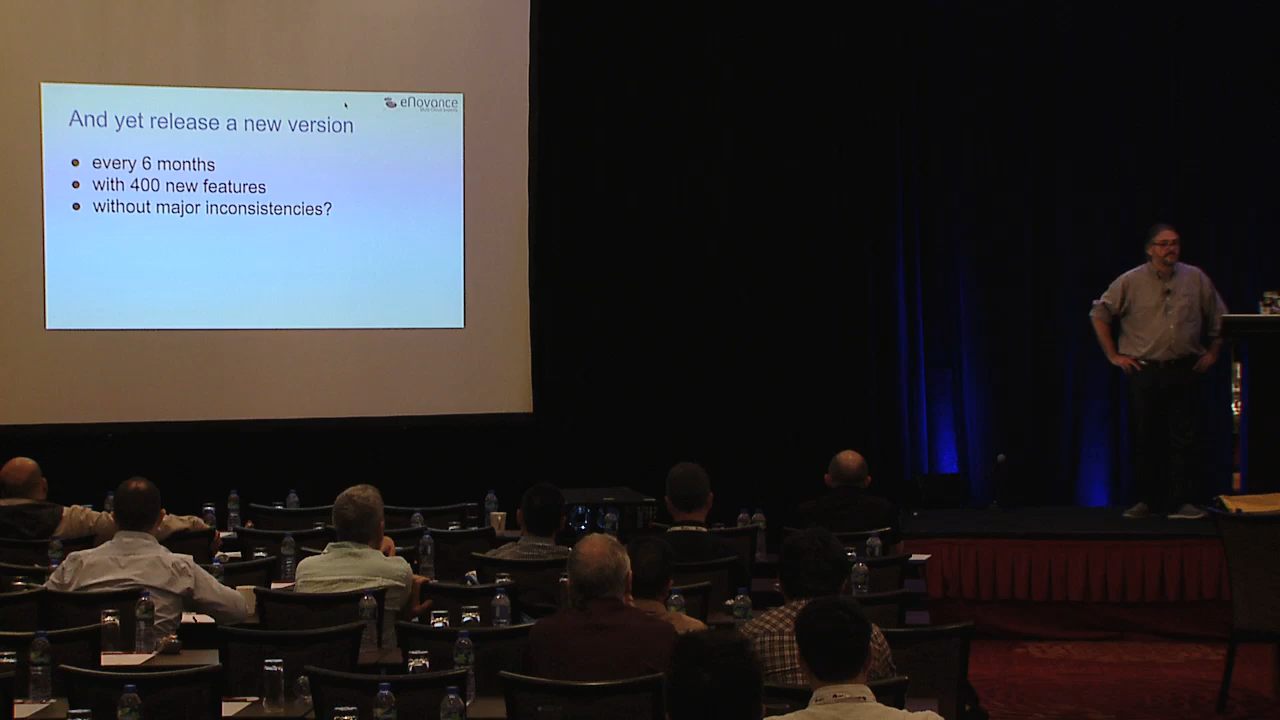 eNovance
And yet release a new version
every 6 months
with 400 new features
without major inconsistencies?